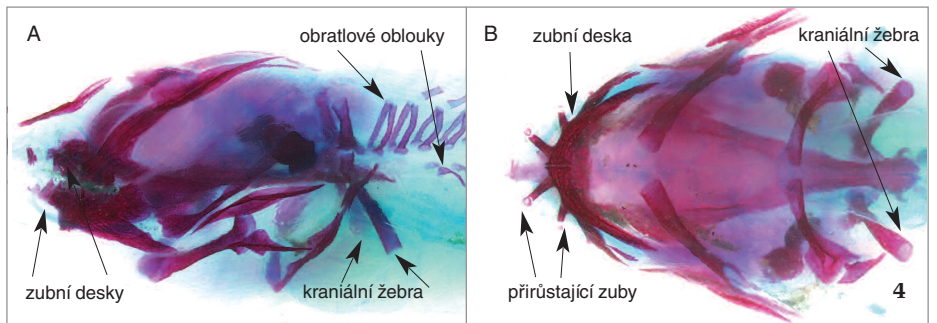 A
obratlové oblouky
zubní desky
kraniální žebra
B
zubní deska
kraniální žebra
přirůstající zuby
4